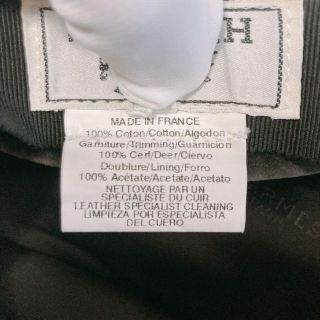 MADE IN FRANCE
100% Coton/Cotton/Algodon
Garniture/Trimming/Guarnicion
100% Cerf/Deer/Ciervo
Doublure/Lining/Forro
100% Acétate/Acetate/Acetato
NETTOYAGE PAR UN
SPECIALISTE DU CUIR
LEATHER SPECIALIST CLEANING
LIMPIEZA POR ESPECIALISTA
DEL CUERO